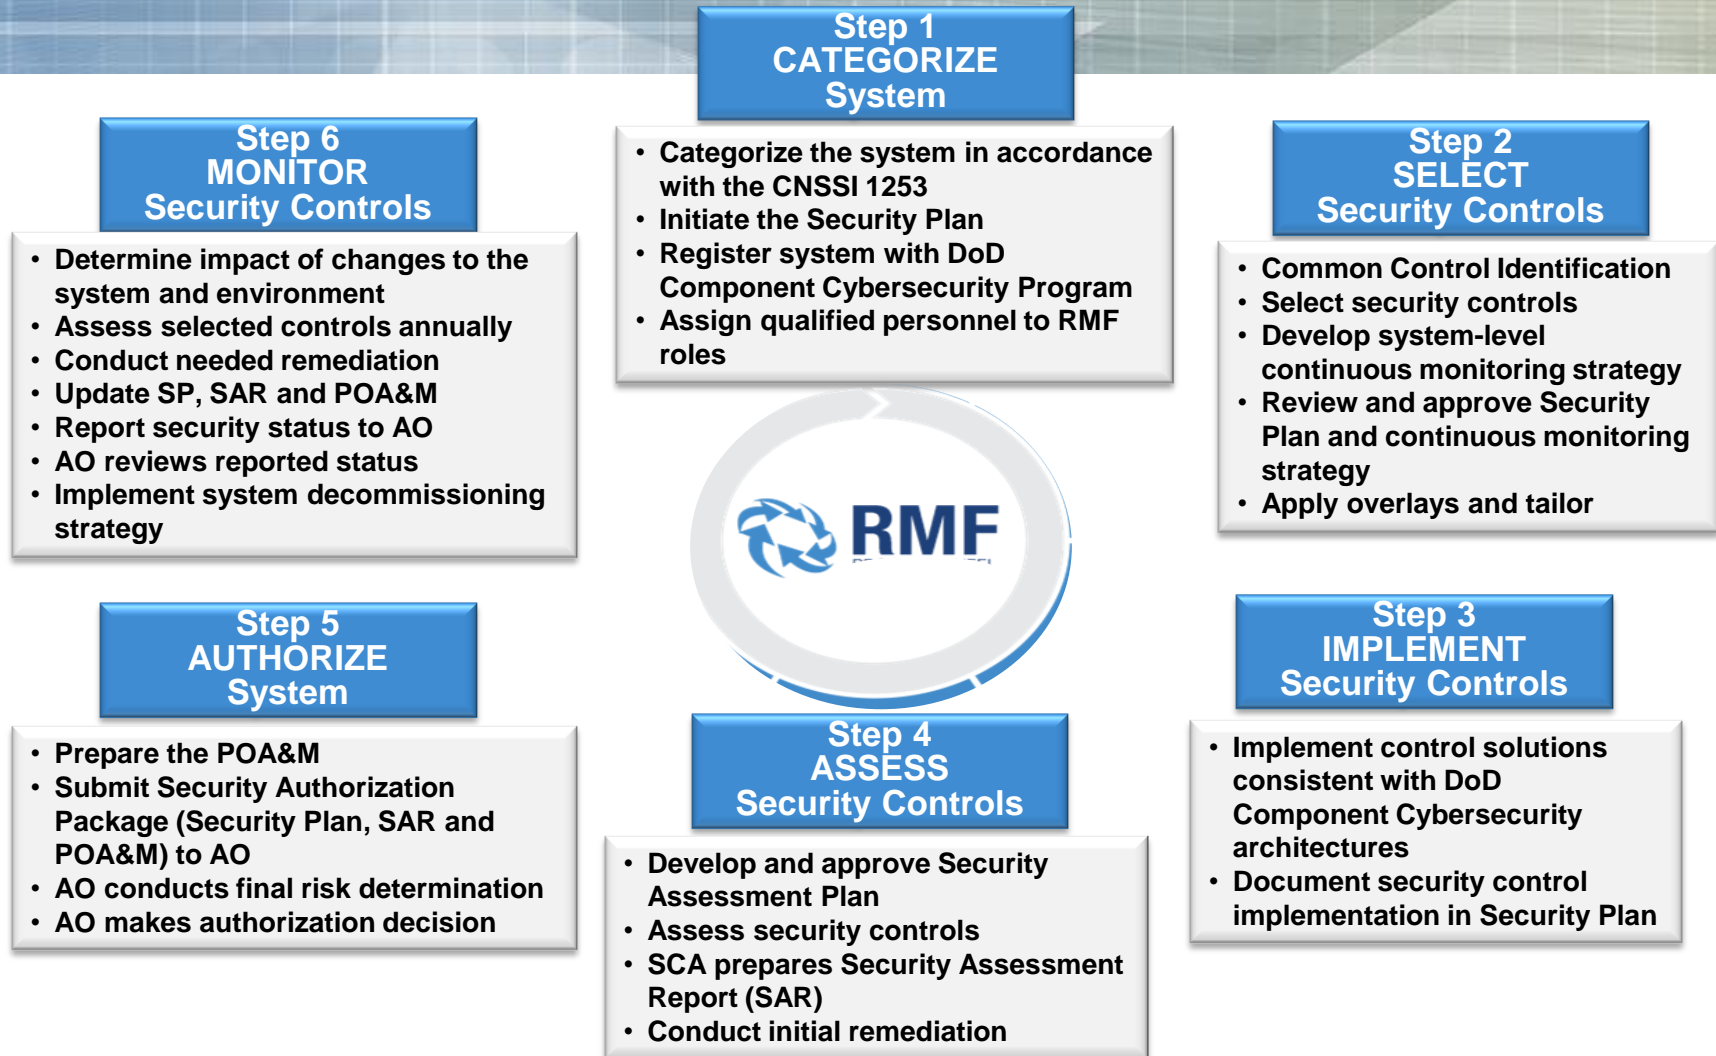 Step 1
CATEGORIZE
System
• Categorize the system in accordance
with the CNSSI 1253
• Initiate the Security Plan
• Register system with DoD
Component Cybersecurity Program
• Assign qualified personnel to RMF
roles
Step 2
SELECT
Security Controls
• Common Control Identification
• Select security controls
• Develop system-level
continuous monitoring strategy
• Review and approve Security
Plan and continuous monitoring
strategy
• Apply overlays and tailor
Step 3
IMPLEMENT
Security Controls
• Implement control solutions
consistent with DoD
Component Cybersecurity
architectures
• Document security control
implementation in Security Plan
Step 4
ASSESS
Security Controls
• Develop and approve Security
Assessment Plan
• Assess security controls
• SCA prepares Security Assessment
Report (SAR)
• Conduct initial remediation
Step 5
AUTHORIZE
System
• Prepare the POA&M
• Submit Security Authorization
Package (Security Plan, SAR and
POA&M) to AO
• AO conducts final risk determination
• AO makes authorization decision
Step 6
MONITOR
Security Controls
• Determine impact of changes to the
system and environment
• Assess selected controls annually
• Conduct needed remediation
• Update SP, SAR and POA&M
• Report security status to AO
• AO reviews reported status
• Implement system decommissioning
strategy
RMF